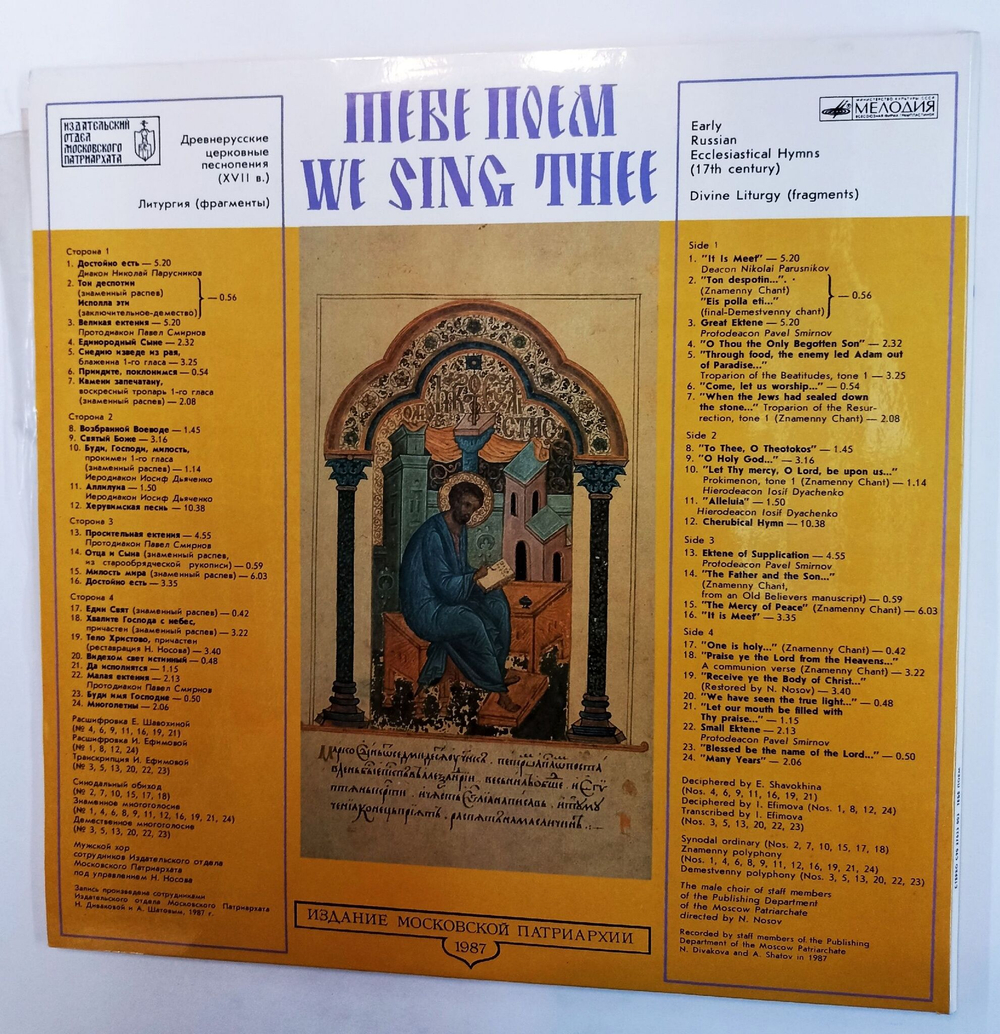 ТЕБЕ ПОЕМ
WE SING THEE
ИЗДАТЕЛЬСКИЙ
ОТДЕЛ
МОСКОВСКОГО
ПАТРИАРХАТА
Древнерусские
церковные
песнопения
(XVII в.)
Литургия (фрагменты)
Сторона 1
1. Достойно есть — 5.20
Диакон Николай Парусников
2. Тон деспотин
(знаменный распев)
Исполла эти
(заключительное-демество)
— 0.56
3. Великая ектения — 5.20
Протодиакон Павел Смирнов
4. Единородный Сыне — 2.32
5. Снедию изведе из рая,
блаженна 1-го гласа — 3.25
6. Приидите, поклонимся — 0.54
7. Камени запечатану,
воскресный тропарь 1-го гласа
(знаменный распев) — 2.08
Сторона 2
8. Возбранной Воеводе — 1.45
9. Святый Боже — 3.16
10. Буди, Господи, милость,
прокимен 1-го гласа
(знаменный распев) — 1.14
Иеродиакон Иосиф Дьяченко
11. Аллилуиа — 1.50
Иеродиакон Иосиф Дьяченко
12. Херувимская песнь — 10.38
Сторона 3
13. Просительная ектения — 4.55
Протодиакон Павел Смирнов
14. Отца и Сына (знаменный распев,
из старообрядческой рукописи) — 0.59
15. Милость мира (знаменный распев) — 6.03
16. Достойно есть — 3.35
Сторона 4
17. Един Свят (знаменный распев) — 0.42
18. Хвалите Господа с небес,
причастен (знаменный распев) — 3.22
19. Тело Христово, причастен
(реставрация Н. Носова) — 3.40
20. Видехом свет истинный — 0.48
21. Да исполнятся — 1.15
22. Малая ектения — 2.13
Протодиакон Павел Смирнов
23. Буди имя Господне — 0.50
24. Многолетны — 2.06
Расшифровка Е. Шавохиной
(№ 4, 6, 9, 11, 16, 19, 21)
Расшифровка И. Ефимовой
(№ 1, 8, 12, 24)
Транскрипция И. Ефимовой
(№ 3, 5, 13, 20, 22, 23)
Синодальный обиход
(№ 2, 7, 10, 15, 17, 18)
Знаменное многоголосие
(№ 1, 4, 6, 8, 9, 11, 12, 16, 19, 21, 24)
Демественное многоголосие
(№ 3, 5, 13, 20, 22, 23)
Мужской хор
сотрудников Издательского отдела
Московского Патриархата
под управлением Н. Носова
Запись произведена сотрудниками
Издательского отдела Московского Патриархата
Н. Диваковой и А. Шатовым, 1987 г.
ИЗДАНИЕ МОСКОВСКОЙ ПАТРИАРХИИ
1987
МИНИСТЕРСТВО КУЛЬТУРЫ СССР
МЕЛОДИЯ
ВСЕСОЮЗНАЯ ФИРМА ГРАМПЛАСТИНОК
Early
Russian
Ecclesiastical Hymns
(17th century)
Divine Liturgy (fragments)
Side 1
1. "It Is Meet" — 5.20
Deacon Nikolai Parusnikov
2. "Ton despotin...".
(Znamenny Chant)
"Eis polla eti..."
(final-Demestvenny chant)
— 0.56
3. Great Ektene — 5.20
Protodeacon Pavel Smirnov
4. "O Thou the Only Begotten Son" — 2.32
5. "Through food, the enemy led Adam out
of Paradise..."
Troparion of the Beatitudes, tone 1 — 3.25
6. "Come, let us worship..." — 0.54
7. "When the Jews had sealed down
the stone..." Troparion of the Resur-
rection, tone 1 (Znamenny Chant) — 2.08
Side 2
8. "To Thee, O Theotokos" — 1.45
9. "O Holy God..." — 3.16
10. "Let Thy mercy, O Lord, be upon us..."
Prokimenon, tone 1 (Znamenny Chant) — 1.14
Hierodeacon Iosif Dyachenko
11. "Alleluia" — 1.50
Hierodeacon Iosif Dyachenko
12. Cherubical Hymn — 10.38
Side 3
13. Ektene of Supplication — 4.55
Protodeacon Pavel Smirnov
14. "The Father and the Son..."
(Znamenny Chant,
from an Old Believers manuscript) — 0.59
15. "The Mercy of Peace" (Znamenny Chant) — 6.03
16. "It is Meet" — 3.35
Side 4
17. "One is holy..." (Znamenny Chant) — 0.42
18. "Praise ye the Lord from the Heavens..."
A communion verse (Znamenny Chant) — 3.22
19. "Receive ye the Body of Christ..."
(Restored by N. Nosov) — 3.40
20. "We have seen the true light..." — 0.48
21. "Let our mouth be filled with
Thy praise..." — 1.15
22. Small Ektene — 2.13
Protodeacon Pavel Smirnov
23. "Blessed be the name of the Lord..." — 0.50
24. "Many Years" — 2.06
Deciphered by E. Shavokhina
(Nos. 4, 6, 9, 11, 16, 19, 21)
Deciphered by I. Efimova (Nos. 1, 8, 12, 24)
Transcribed by I. Efimova
(Nos. 3, 5, 13, 20, 22, 23)
Synodal ordinary (Nos. 2, 7, 10, 15, 17, 18)
Znamenny polyphony
(Nos. 1, 4, 6, 8, 9, 11, 12, 16, 19, 21, 24)
Demestvenny polyphony (Nos. 3, 5, 13, 20, 22, 23)
The male choir of staff members
of the Publishing Department
of the Moscow Patriarchate
directed by N. Nosov
Recorded by staff members of the Publishing
Department of the Moscow Patriarchate
N. Divakova and A. Shatov in 1987